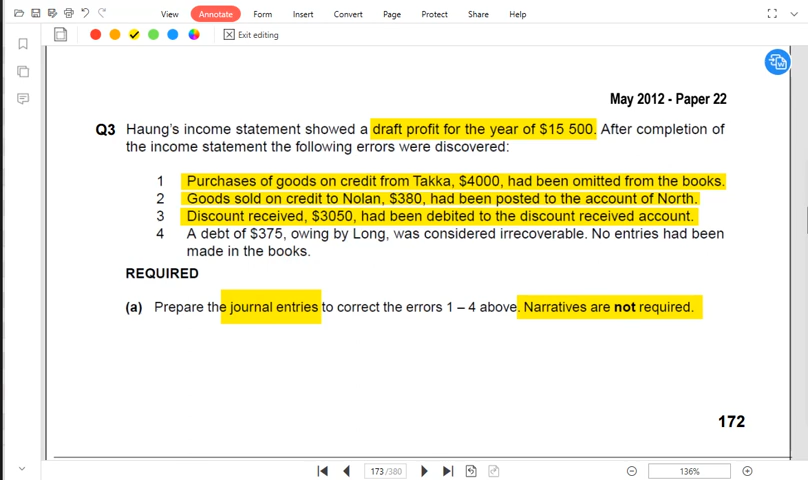 View Annotate Form Insert Convert Page Protect Share Help
Exit editing
May 2012 - Paper 22
Q3 Haung's income statement showed a draft profit for the year of $15 500. After completion of
the income statement the following errors were discovered:
1 Purchases of goods on credit from Takka, $4000, had been omitted from the books.
2 Goods sold on credit to Nolan, $380, had been posted to the account of North.
3 Discount received, $3050, had been debited to the discount received account.
4 A debt of $375, owing by Long, was considered irrecoverable. No entries had been
made in the books.
REQUIRED
(a) Prepare the journal entries to correct the errors 1 – 4 above. Narratives are not required.
172
173 /380
136%